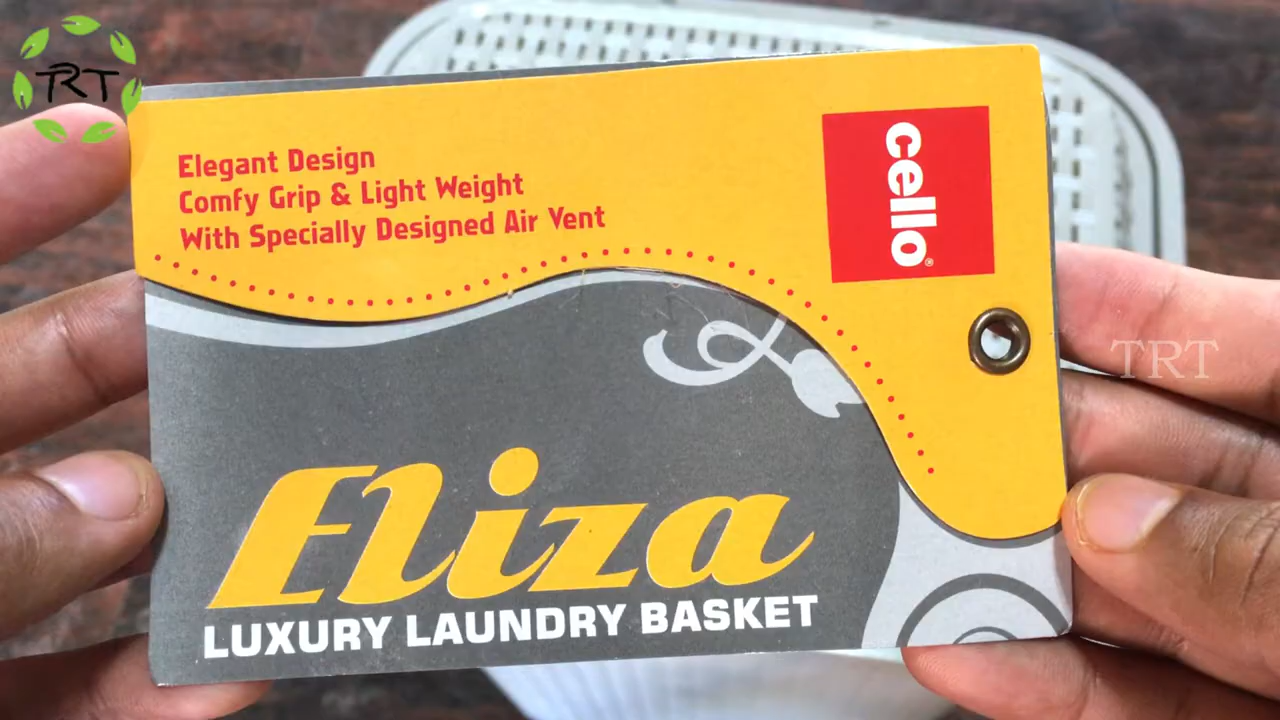 TRT
Elegant Design
Comfy Grip & Light Weight
With Specially Designed Air Vent
cello®
TRT
Eliza
LUXURY LAUNDRY BASKET